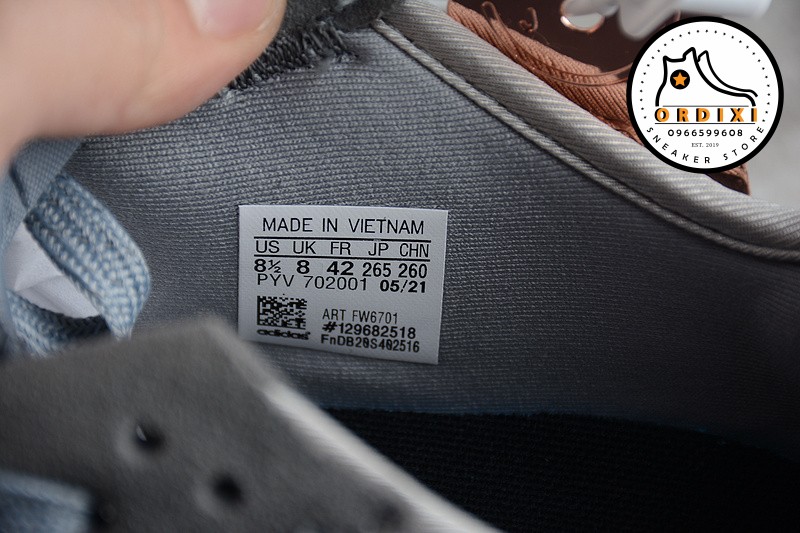 ORDIXI
0966599608
EST, 2019
SNEAKER STORE
MADE IN VIETNAM
US UK FR JP CHN
8½ 8 42 265 260
PYV 702001 05/21
ART FW6701
#129682518
adidas
FnDB20S402516